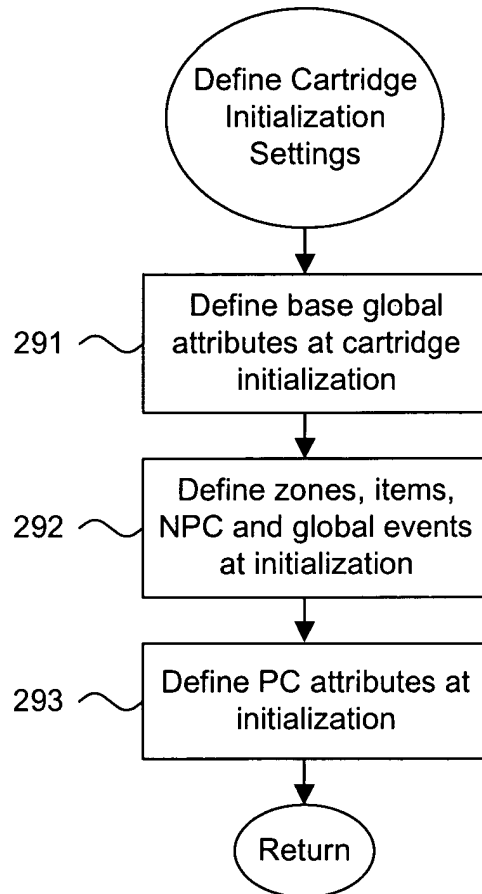 Define Cartridge
Initialization
Settings
291
Define base global
attributes at cartridge
initialization
292
Define zones, items,
NPC and global events
at initialization
293
Define PC attributes at
initialization
Return